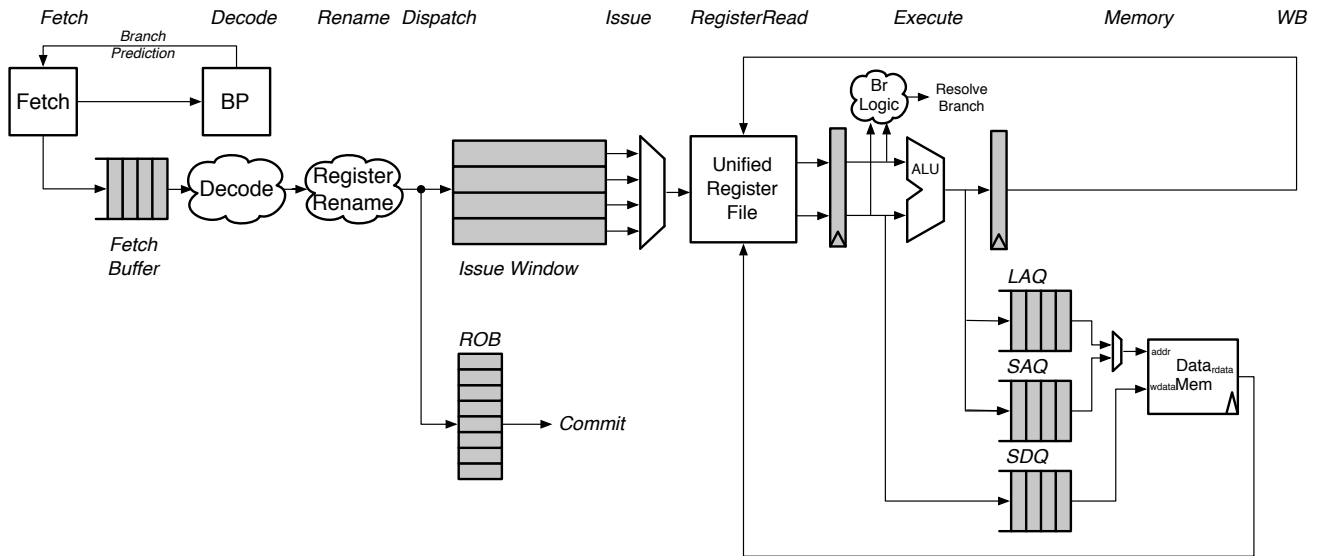 Fetch
Decode
Rename
Dispatch
Issue
RegisterRead
Execute
Memory
WB
Branch
Prediction
Fetch
BP
Br
Logic
Resolve
Branch
Decode
Register
Rename
Unified
Register
File
ALU
Fetch
Buffer
Issue Window
LAQ
ROB
SAQ
addr
Data
rdata
wdata
Mem
Commit
SDQ